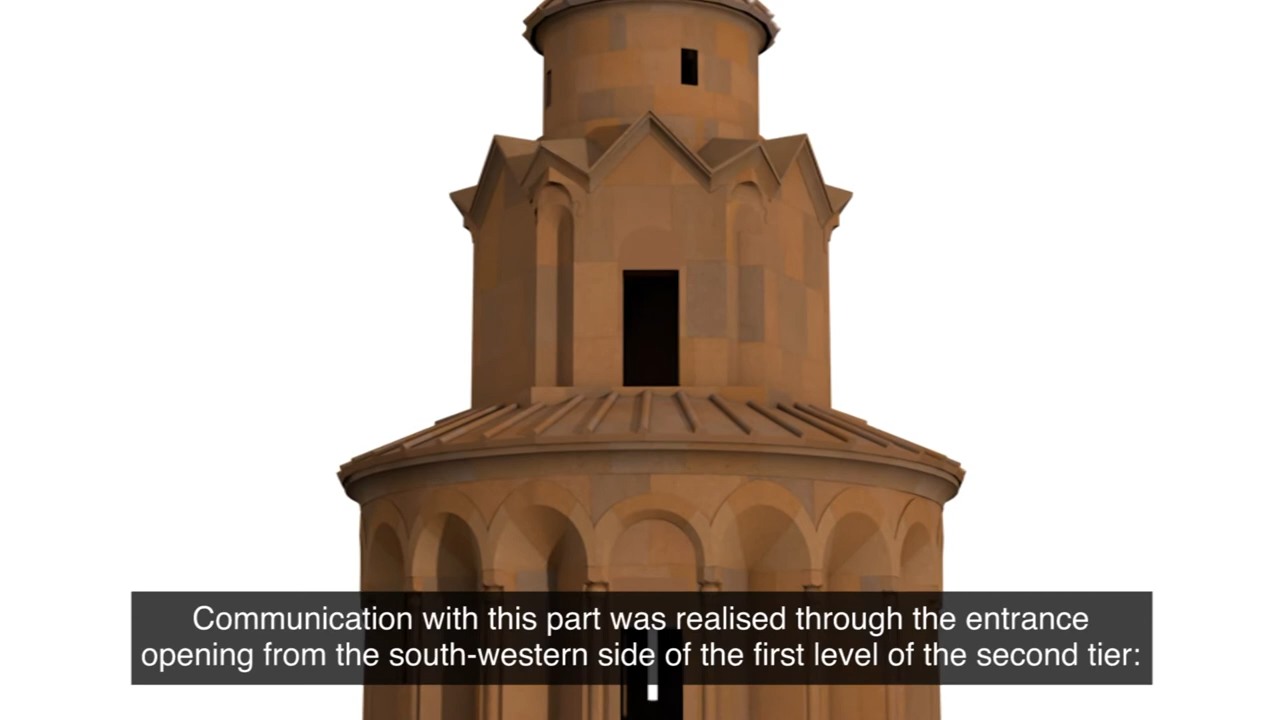 Communication with this part was realised through the entrance
opening from the south-western side of the first level of the second tier: